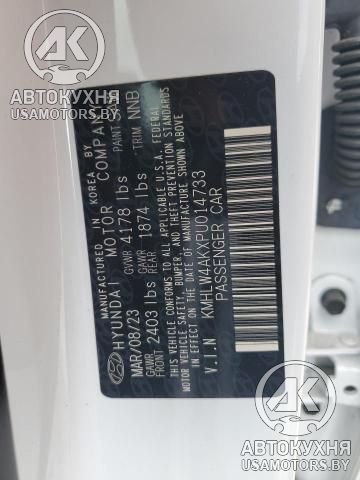 АВТОКУХНЯ
USAMOTORS.BY
MANUFACTURED IN KOREA BY
HYUNDAI MOTOR COMPANY
PAINT
MAR/08/23 GVWR 4178 lbs TRIM NNB
GAWR FRONT 2403 lbs GAWR REAR 1874 lbs
THIS VEHICLE CONFORMS TO ALL APPLICABLE U.S.A. FEDERAL
MOTOR VEHICLE SAFETY, BUMPER, AND THEFT PREVENTION STANDARDS
IN EFFECT ON THE DATE OF MANUFACTURE SHOWN ABOVE.
V.I.N KMHLW4AKXPU014733
PASSENGER CAR
АВТОКУХНЯ
USAMOTORS.BY